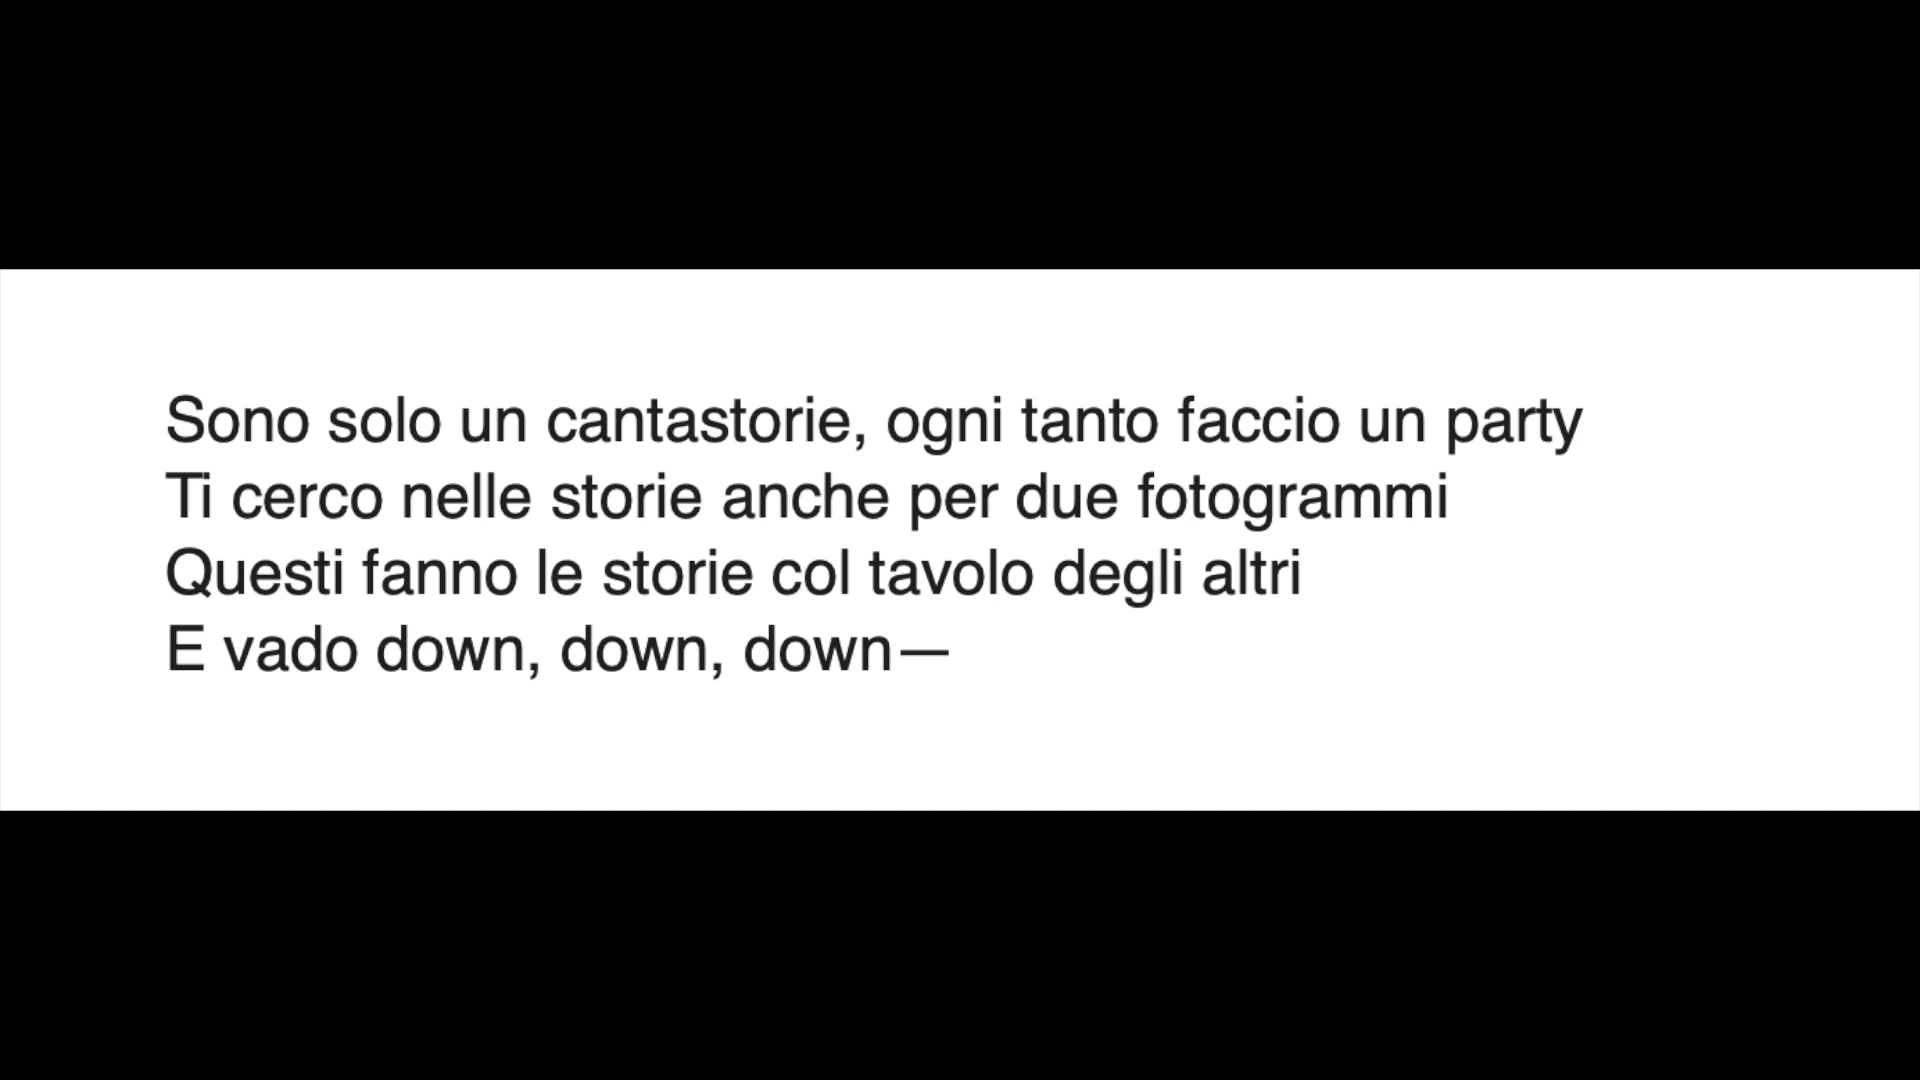 Sono solo un cantastorie, ogni tanto faccio un party
Ti cerco nelle storie anche per due fotogrammi
Questi fanno le storie col tavolo degli altri
E vado down, down, down—